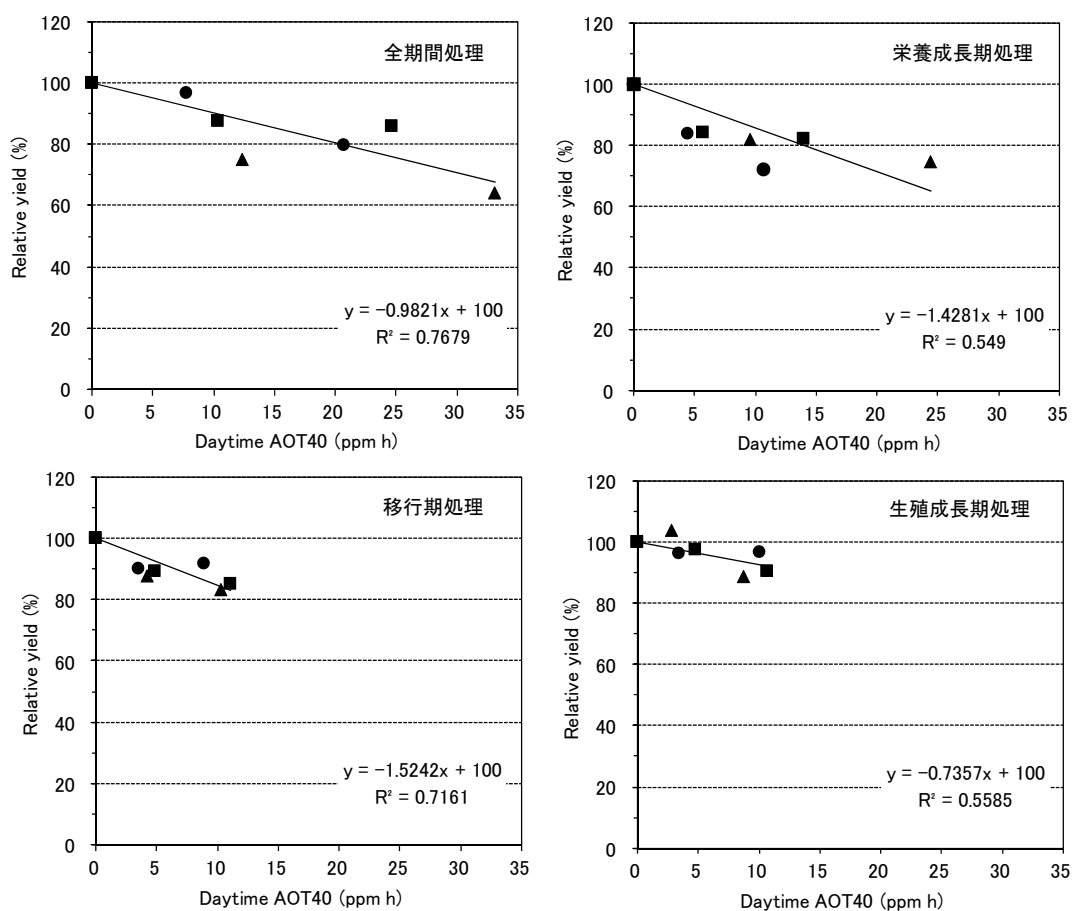 全期間処理
120
100
80
60
40
20
0
Relative yield (%)
y = −0.9821x + 100
R² = 0.7679
0 5 10 15 20 25 30 35
Daytime AOT40 (ppm h)
栄養成長期処理
120
100
80
60
40
20
0
Relative yield (%)
y = −1.4281x + 100
R² = 0.549
0 5 10 15 20 25 30 35
Daytime AOT40 (ppm h)
移行期処理
120
100
80
60
40
20
0
Relative yield (%)
y = −1.5242x + 100
R² = 0.7161
0 5 10 15 20 25 30 35
Daytime AOT40 (ppm h)
生殖成長期処理
120
100
80
60
40
20
0
Relative yield (%)
y = −0.7357x + 100
R² = 0.5585
0 5 10 15 20 25 30 35
Daytime AOT40 (ppm h)